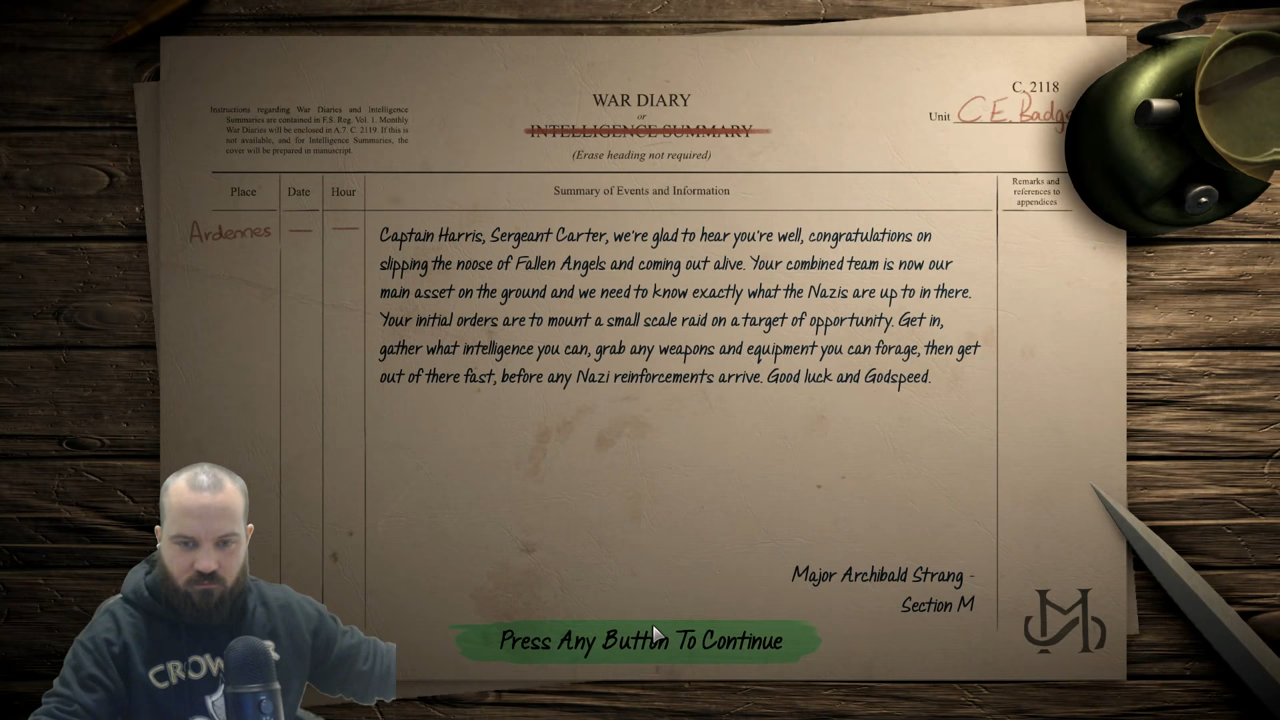 Instructions regarding War Diaries and Intelligence
Summaries are contained in F.S. Reg. Vol. 1. Monthly
War Diaries will be enclosed in A.7. C. 2119. If this is
not available, and for Intelligence Summaries, the
cover will be prepared in manuscript.
WAR DIARY
or
INTELLIGENCE SUMMARY
(Erase heading not required)
C. 2118
Unit C E. Badge
Place Date Hour Summary of Events and Information
Remarks and
references to
appendices
Ardennes — —
Captain Harris, Sergeant Carter, we're glad to hear you're well, congratulations on
slipping the noose of Fallen Angels and coming out alive. Your combined team is now our
main asset on the ground and we need to know exactly what the Nazis are up to in there.
Your initial orders are to mount a small scale raid on a target of opportunity. Get in,
gather what intelligence you can, grab any weapons and equipment you can forage, then get
out of there fast, before any Nazi reinforcements arrive. Good luck and Godspeed.
Major Archibald Strang -
Section M
Press Any Button To Continue